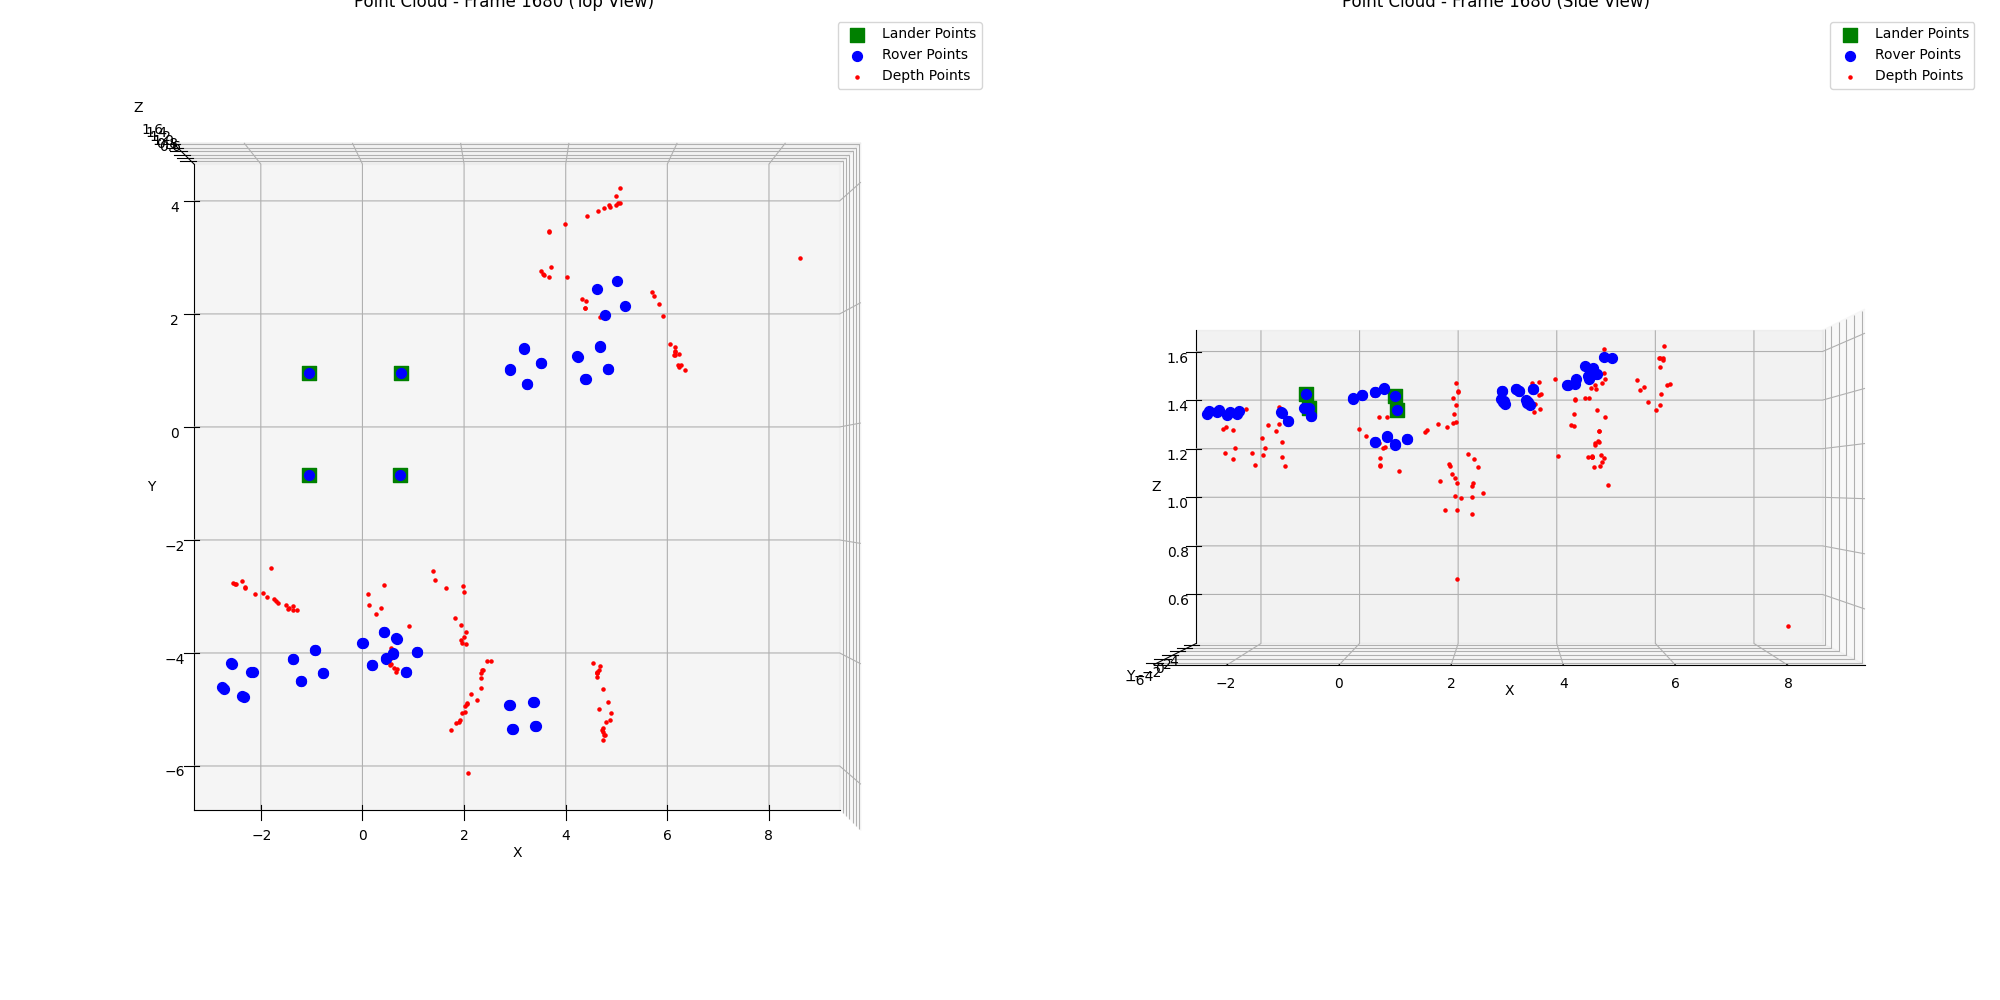 Point Cloud - Frame 1680 (Top View)
Lander Points
Rover Points
Depth Points
Z
4
2
0
Y
−2
−4
−6
−2
0
2
4
6
8
X
Point Cloud - Frame 1680 (Side View)
Lander Points
Rover Points
Depth Points
1.6
1.4
1.2
Z
1.0
0.8
0.6
Y
−2
0
2
4
6
8
X